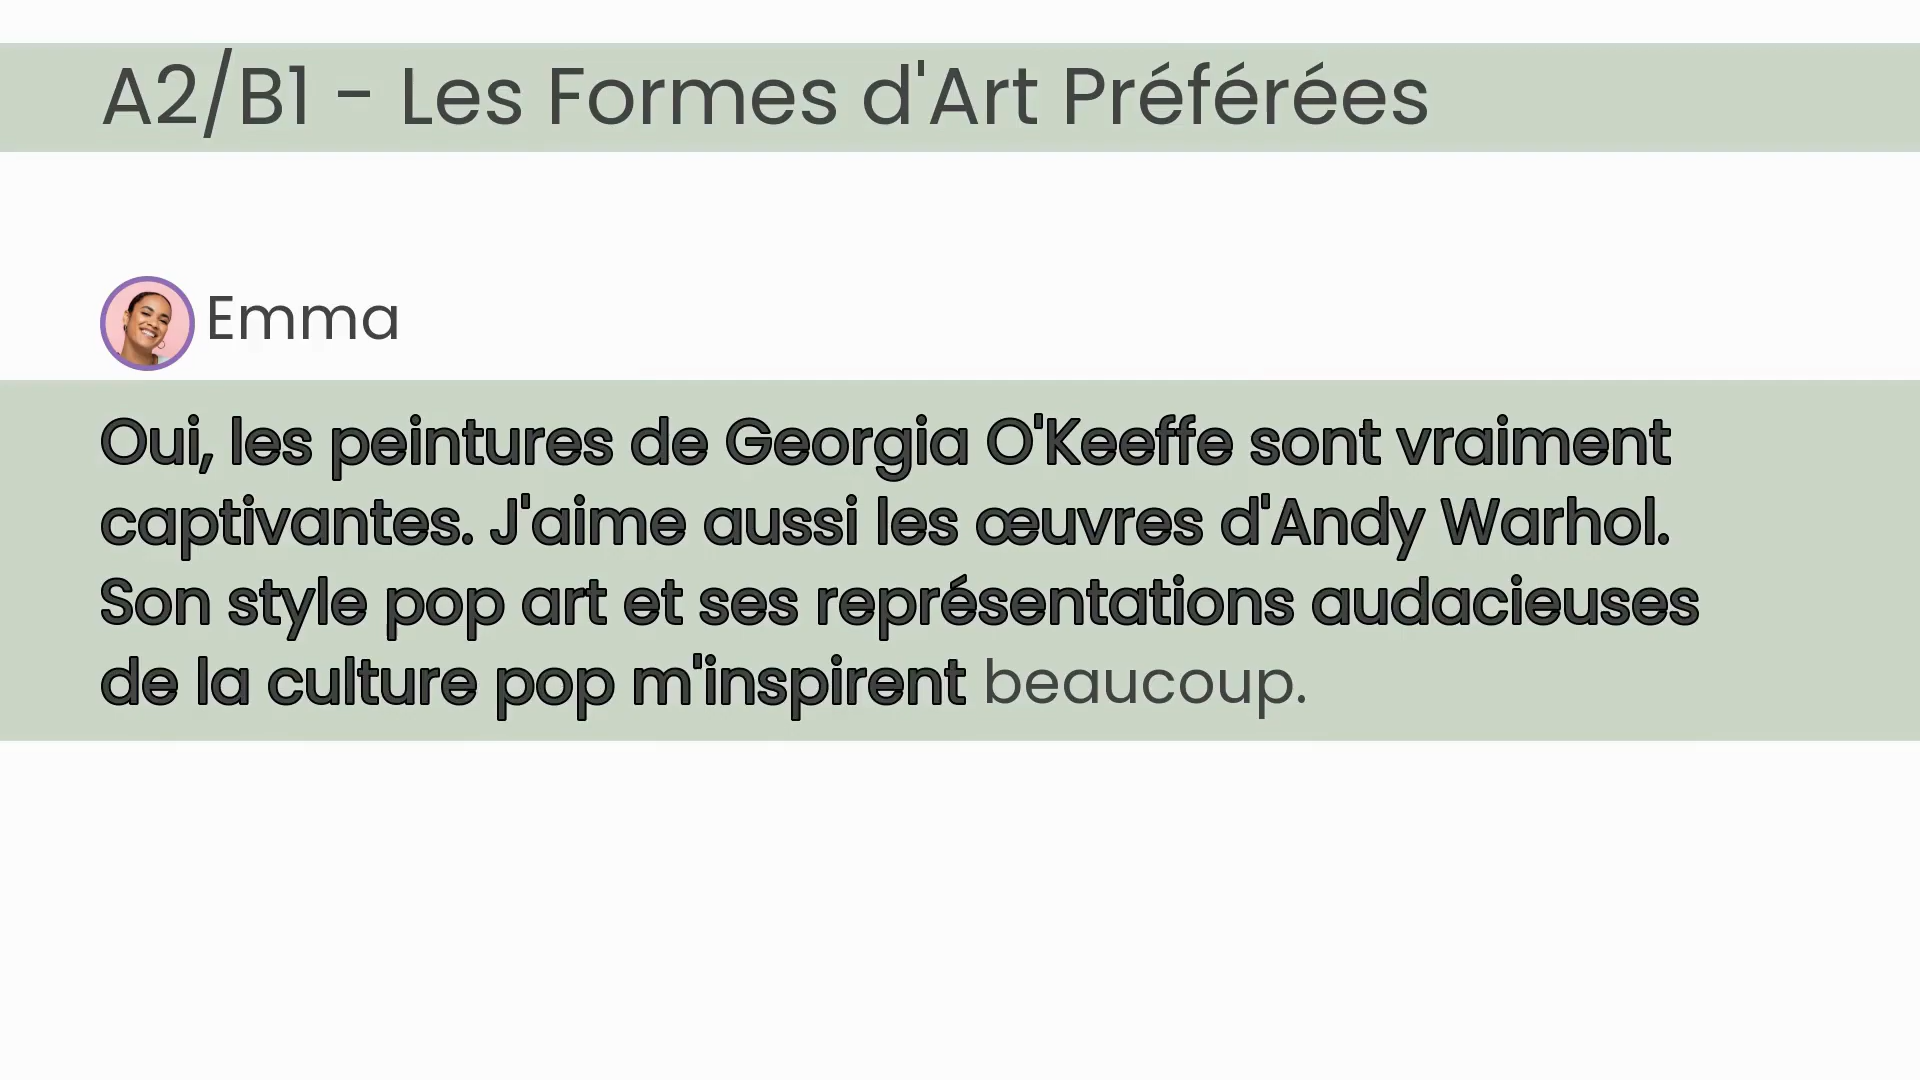 A2/B1 - Les Formes d'Art Préférées
Emma
Oui, les peintures de Georgia O'Keeffe sont vraiment
captivantes. J'aime aussi les œuvres d'Andy Warhol.
Son style pop art et ses représentations audacieuses
de la culture pop m'inspirent beaucoup.